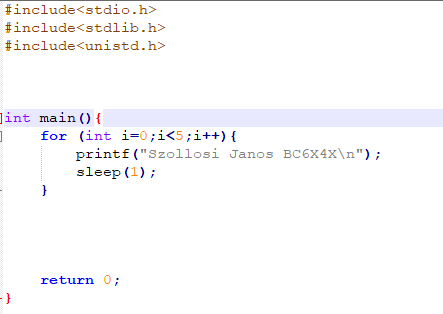 #include<stdio.h>
#include<stdlib.h>
#include<unistd.h>
int main(){
for (int i=0;i<5;i++){
printf("Szollosi Janos BC6X4X\n");
sleep(1);
}
return 0;
}